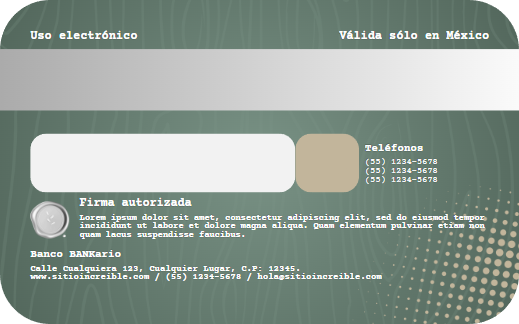 Uso electrónico
Válida sólo en México
Teléfonos
(55) 1234-5678
(55) 1234-5678
(55) 1234-5678
Firma autorizada
Lorem ipsum dolor sit amet, consectetur adipiscing elit, sed do eiusmod tempor
incididunt ut labore et dolore magna aliqua. Quam elementum pulvinar etiam non
quam lacus suspendisse faucibus.
Banco BANKario
Calle Cualquiera 123, Cualquier Lugar, C.P: 12345.
www.sitioincreible.com / (55) 1234-5678 / hola@sitioincreible.com